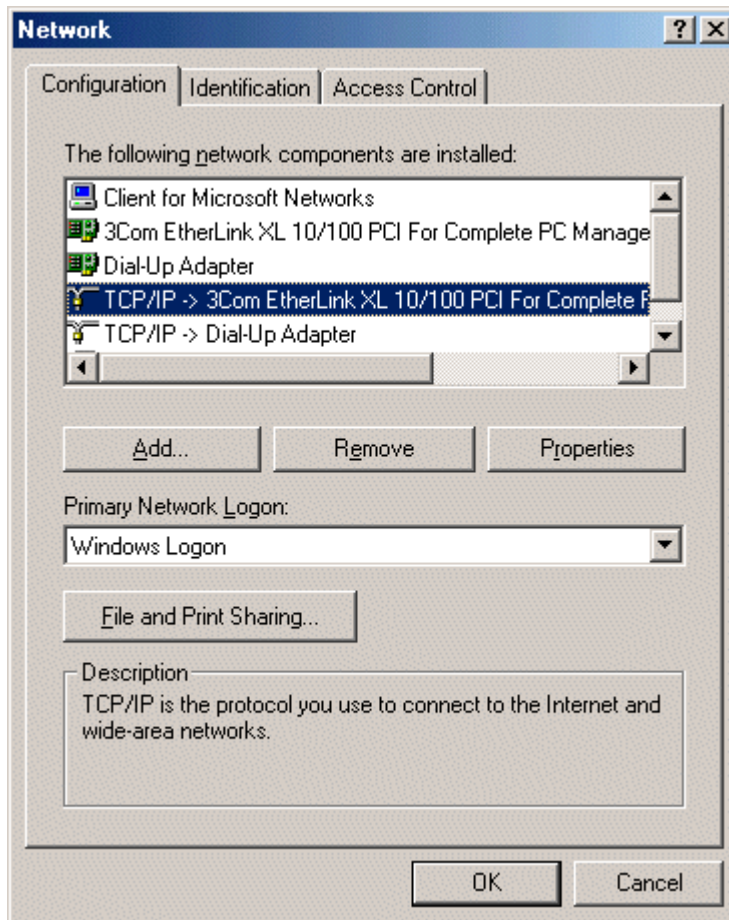 Network
Configuration
Identification
Access Control
The following network components are installed:
Client for Microsoft Networks
3Com EtherLink XL 10/100 PCI For Complete PC Manage
Dial-Up Adapter
TCP/IP -> 3Com EtherLink XL 10/100 PCI For Complete P
TCP/IP -> Dial-Up Adapter
Add...
Remove
Properties
Primary Network Logon:
Windows Logon
File and Print Sharing...
Description
TCP/IP is the protocol you use to connect to the Internet and
wide-area networks.
OK
Cancel